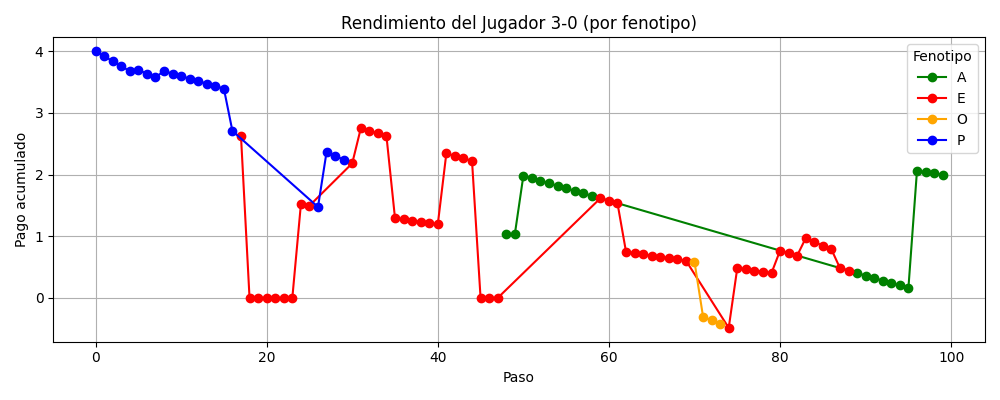 Rendimiento del Jugador 3-0 (por fenotipo)
Pago acumulado
4
3
2
1
0
Fenotipo
A
E
O
P
0 20 40 60 80 100
Paso